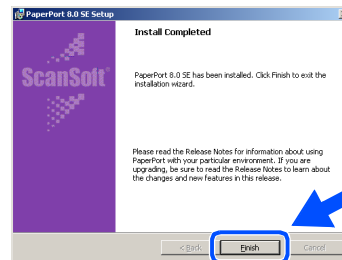 PaperPort 8.0 SE Setup
Install Completed
ScanSoft
PaperPort 8.0 SE has been installed. Click Finish to exit the
installation wizard.
Please read the Release Notes for information about using
PaperPort with your particular environment. If you are
upgrading, be sure to read the Release Notes to learn about
the changes and new features in this release.
< Back
Finish
Cancel